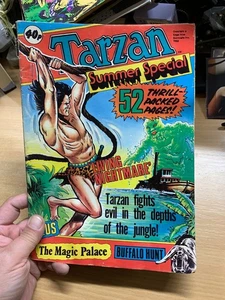 40p
Tarzan
Summer Special
52
THRILL-
PACKED
PAGES!
NIGHTMARE'
Tarzan fights
evil in the depths
of the jungle!
The Magic Palace
BUFFALO HUNT